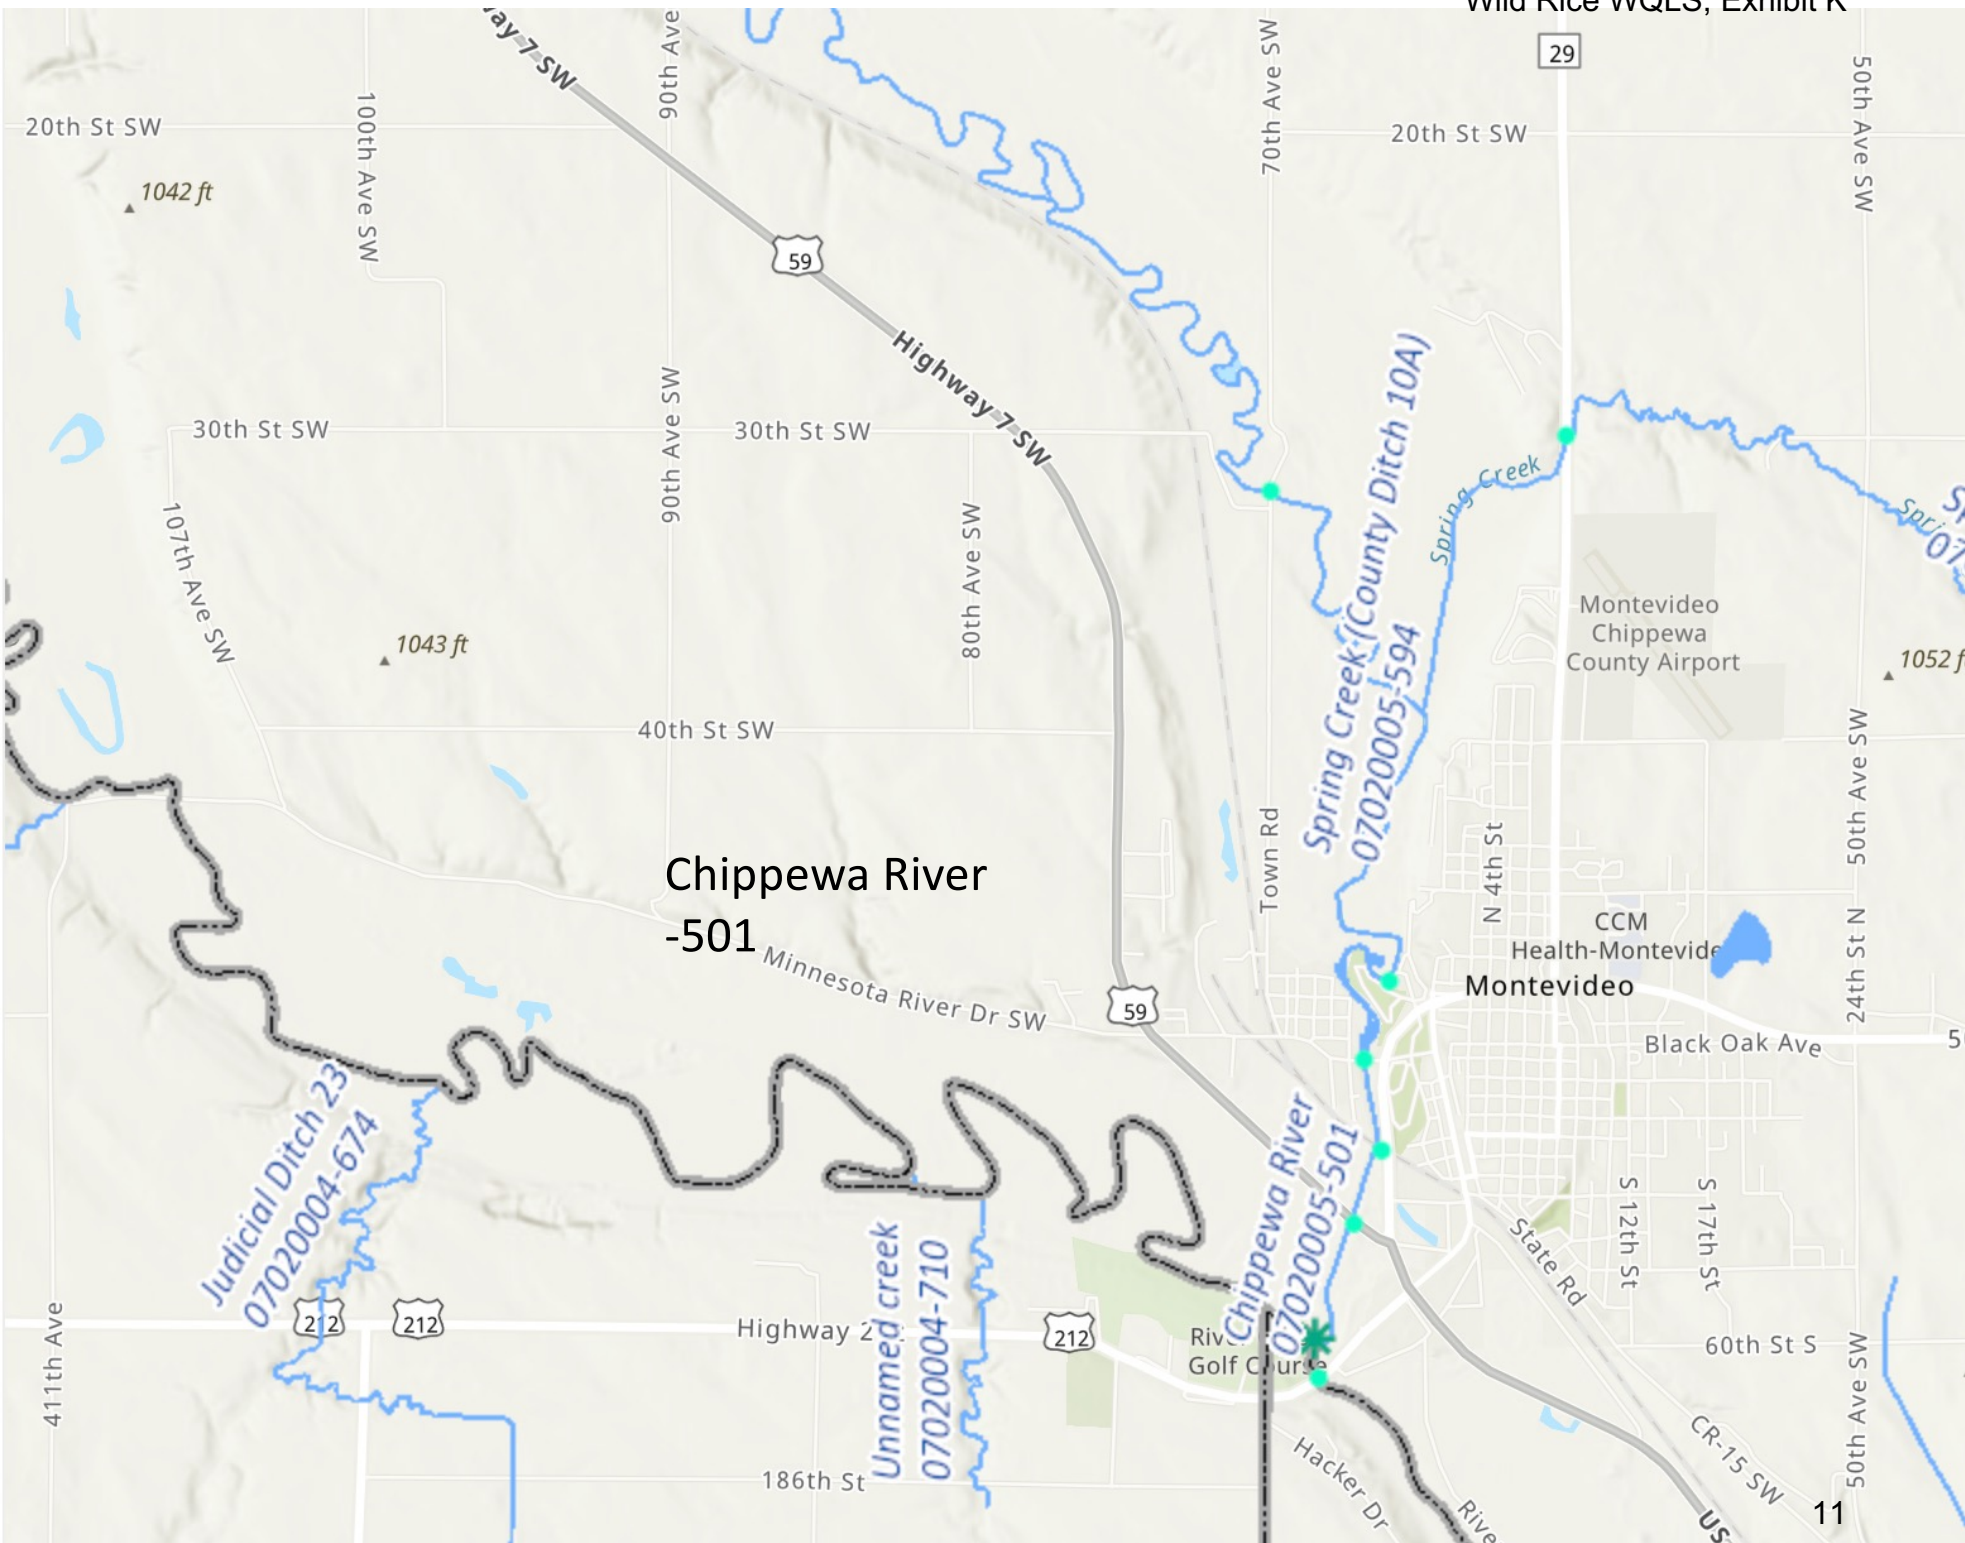 Wild Rice WQLS, Exhibit K
way 7 SW
90th Ave
70th Ave SW
29
50th Ave SW
20th St SW
100th Ave SW
20th St SW
1042 ft
59
Highway 7 SW
30th St SW
90th Ave SW
30th St SW
Spring Creek
Spring Creek (County Ditch 10A)
07020005-594
107th Ave SW
80th Ave SW
Montevideo
Chippewa
County Airport
1043 ft
1052 f
40th St SW
50th Ave SW
Town Rd
N 4th St
Chippewa River
-501
CCM
Health-Montevide
Montevideo
24th St N
Minnesota River Dr SW
59
Black Oak Ave
Judicial Ditch 23
07020004-674
Chippewa River
07020005-501
Unnamed creek
07020004-710
S 12th St
S 17th St
State Rd
212
212
Highway 2
212
Golf Course
60th St S
411th Ave
50th Ave SW
186th St
Hacker Dr
CR-15 SW
Rive
US
11